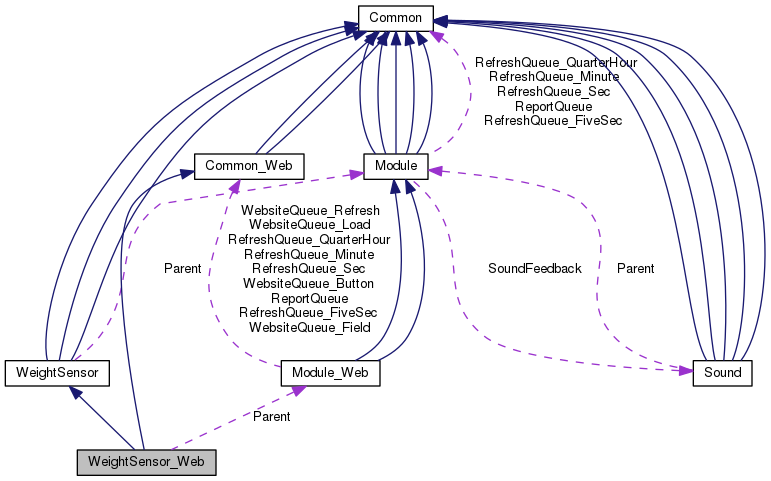 Common
RefreshQueue_QuarterHour
RefreshQueue_Minute
RefreshQueue_Sec
ReportQueue
RefreshQueue_FiveSec
Common_Web
Module
WebsiteQueue_Refresh
WebsiteQueue_Load
RefreshQueue_QuarterHour
RefreshQueue_Minute
RefreshQueue_Sec
WebsiteQueue_Button
ReportQueue
RefreshQueue_FiveSec
WebsiteQueue_Field
Parent
SoundFeedback
Parent
WeightSensor
Module_Web
Sound
Parent
WeightSensor_Web